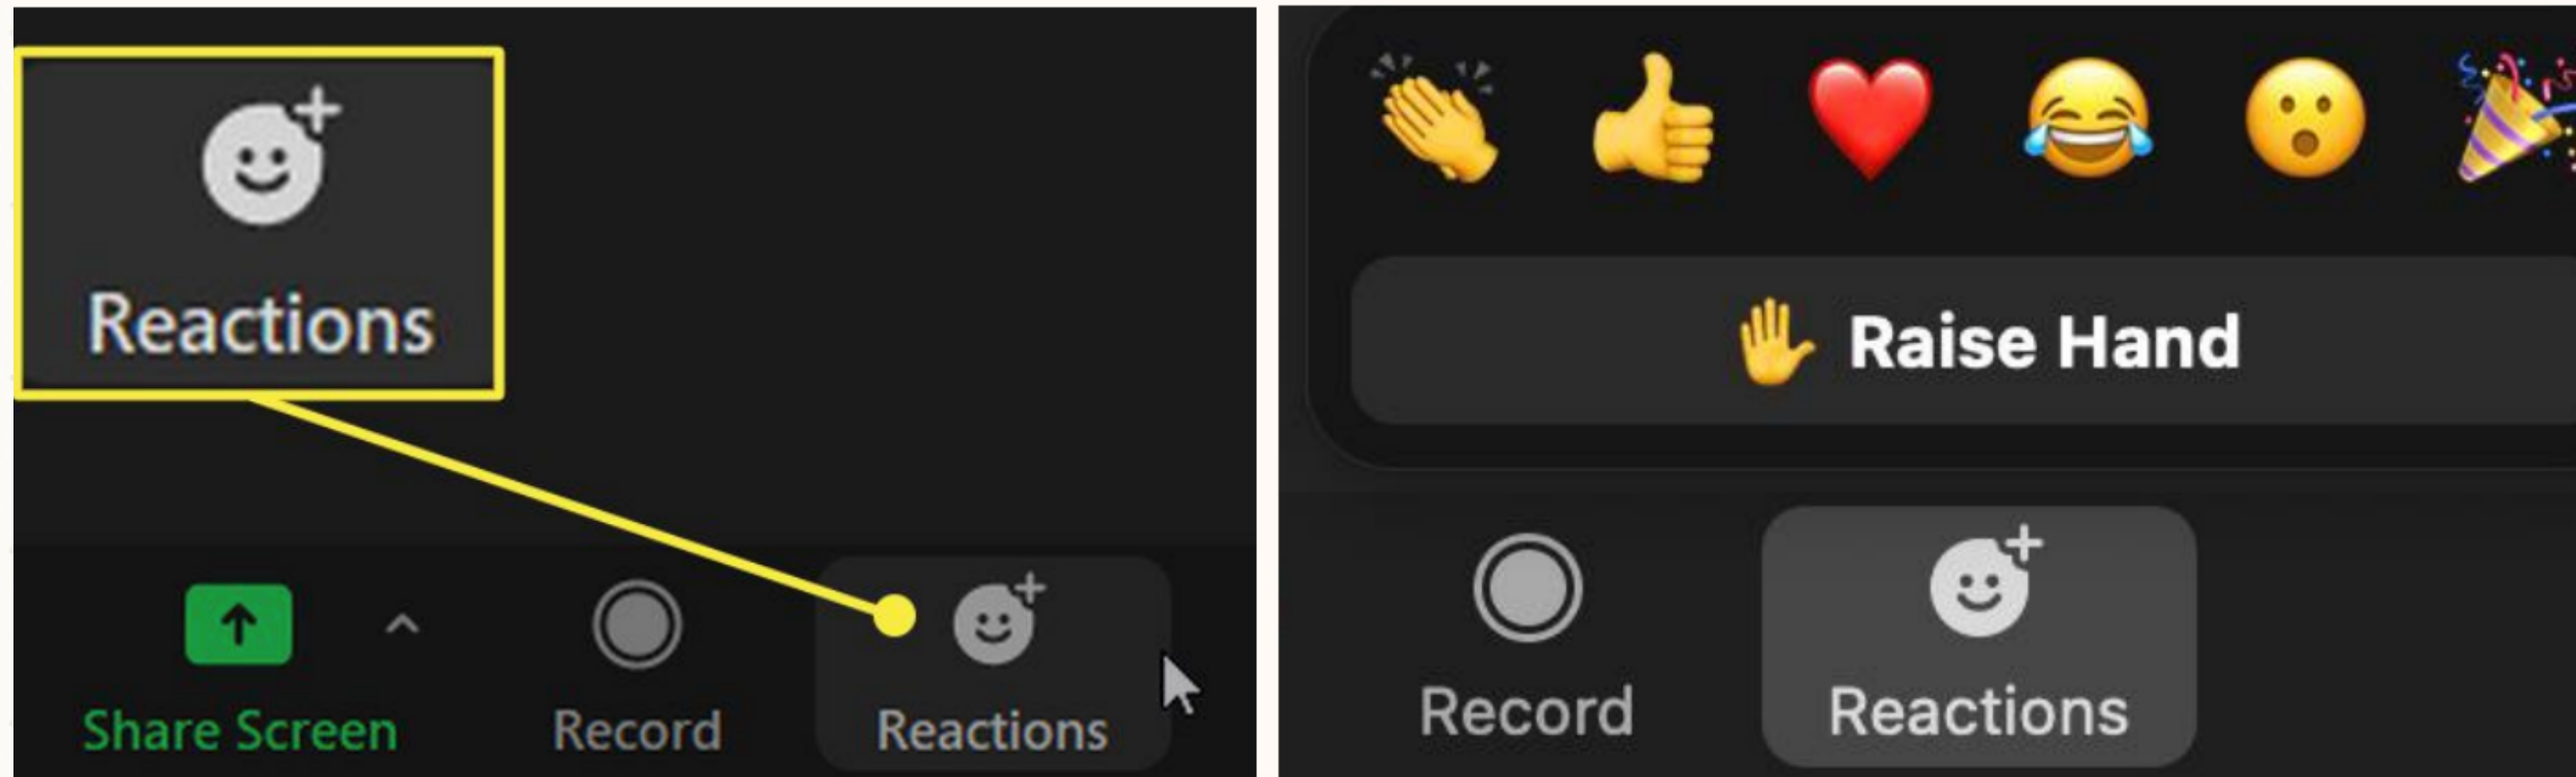 Reactions
Share Screen
Record
Reactions
Raise Hand
Record
Reactions